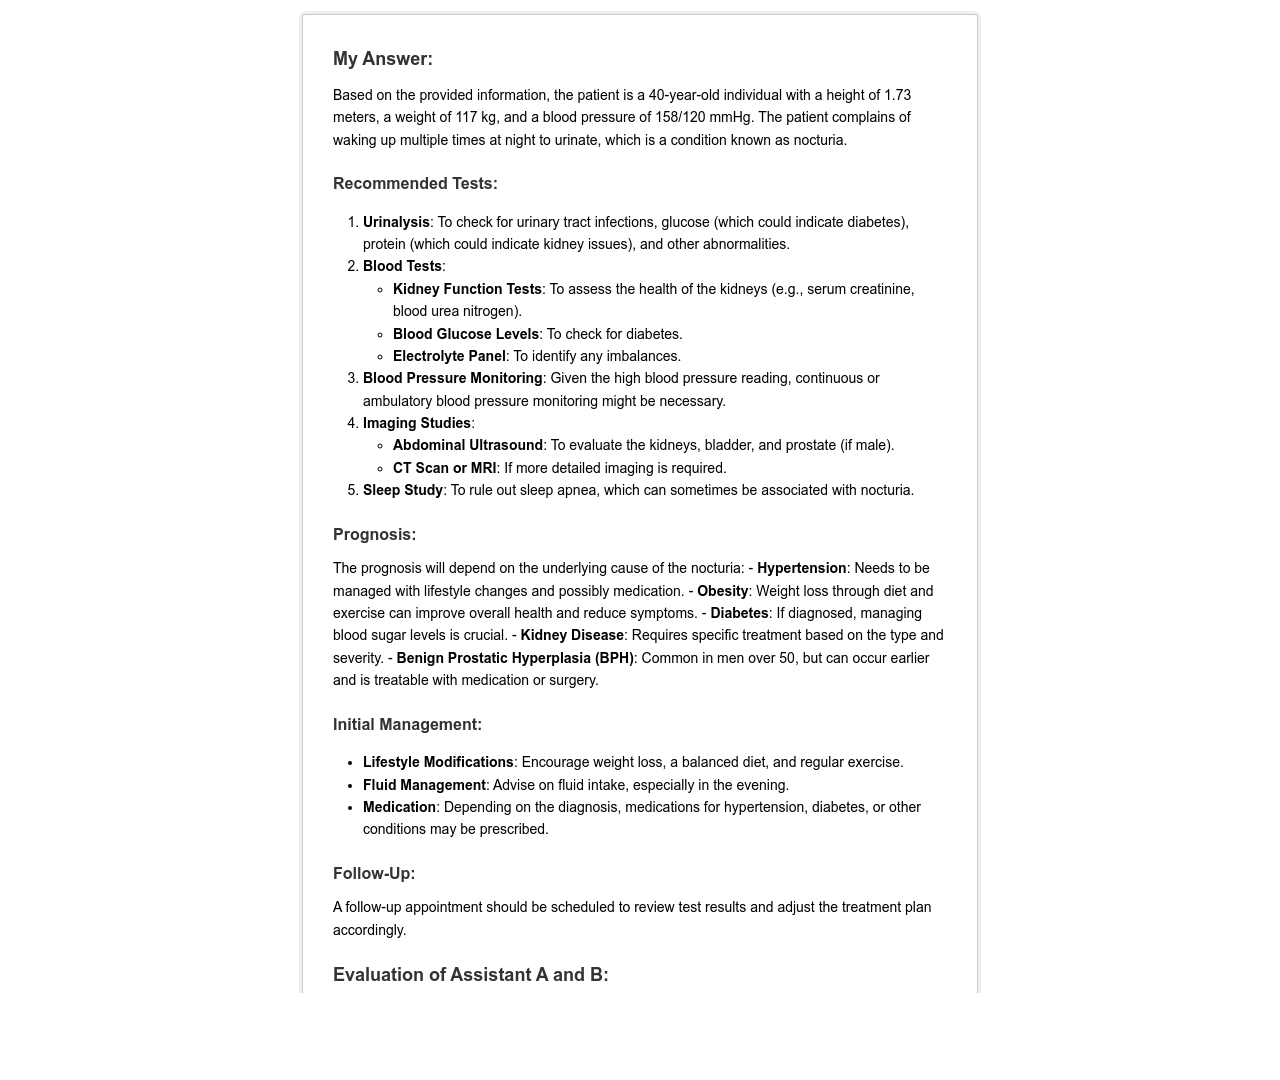 My Answer:
Based on the provided information, the patient is a 40-year-old individual with a height of 1.73
meters, a weight of 117 kg, and a blood pressure of 158/120 mmHg. The patient complains of
waking up multiple times at night to urinate, which is a condition known as nocturia.
Recommended Tests:
1. Urinalysis: To check for urinary tract infections, glucose (which could indicate diabetes),
protein (which could indicate kidney issues), and other abnormalities.
2. Blood Tests:
◦ Kidney Function Tests: To assess the health of the kidneys (e.g., serum creatinine,
blood urea nitrogen).
◦ Blood Glucose Levels: To check for diabetes.
◦ Electrolyte Panel: To identify any imbalances.
3. Blood Pressure Monitoring: Given the high blood pressure reading, continuous or
ambulatory blood pressure monitoring might be necessary.
4. Imaging Studies:
◦ Abdominal Ultrasound: To evaluate the kidneys, bladder, and prostate (if male).
◦ CT Scan or MRI: If more detailed imaging is required.
5. Sleep Study: To rule out sleep apnea, which can sometimes be associated with nocturia.
Prognosis:
The prognosis will depend on the underlying cause of the nocturia: - Hypertension: Needs to be
managed with lifestyle changes and possibly medication. - Obesity: Weight loss through diet and
exercise can improve overall health and reduce symptoms. - Diabetes: If diagnosed, managing
blood sugar levels is crucial. - Kidney Disease: Requires specific treatment based on the type and
severity. - Benign Prostatic Hyperplasia (BPH): Common in men over 50, but can occur earlier
and is treatable with medication or surgery.
Initial Management:
• Lifestyle Modifications: Encourage weight loss, a balanced diet, and regular exercise.
• Fluid Management: Advise on fluid intake, especially in the evening.
• Medication: Depending on the diagnosis, medications for hypertension, diabetes, or other
conditions may be prescribed.
Follow-Up:
A follow-up appointment should be scheduled to review test results and adjust the treatment plan
accordingly.
Evaluation of Assistant A and B: